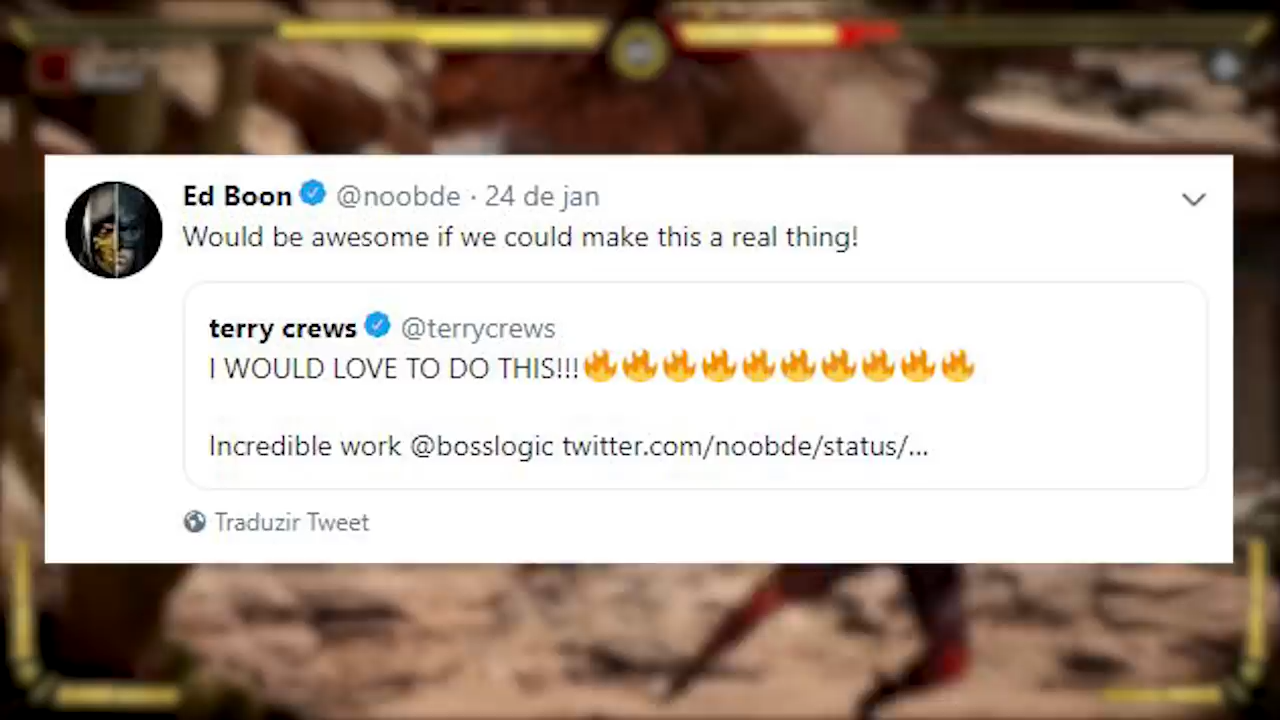 Ed Boon @noobde · 24 de jan
Would be awesome if we could make this a real thing!
terry crews @terrycrews
I WOULD LOVE TO DO THIS!!!🔥🔥🔥🔥🔥🔥🔥🔥🔥🔥
Incredible work @bosslogic twitter.com/noobde/status/...
Traduzir Tweet